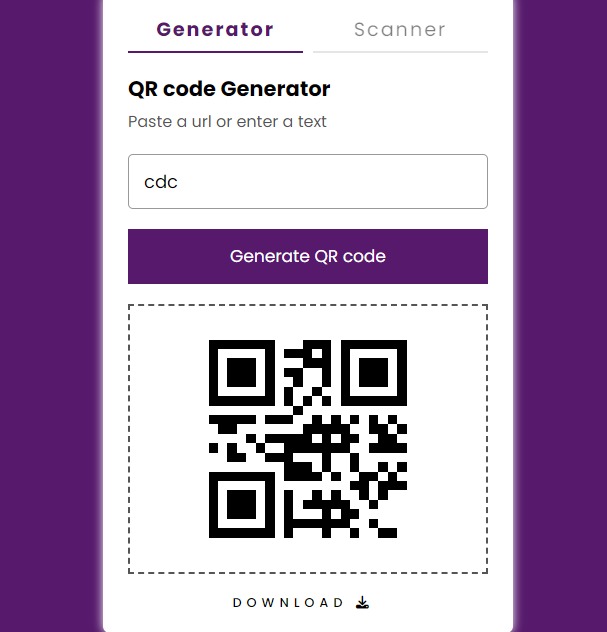 Generator
Scanner
QR code Generator
Paste a url or enter a text
cdc
Generate QR code
DOWNLOAD